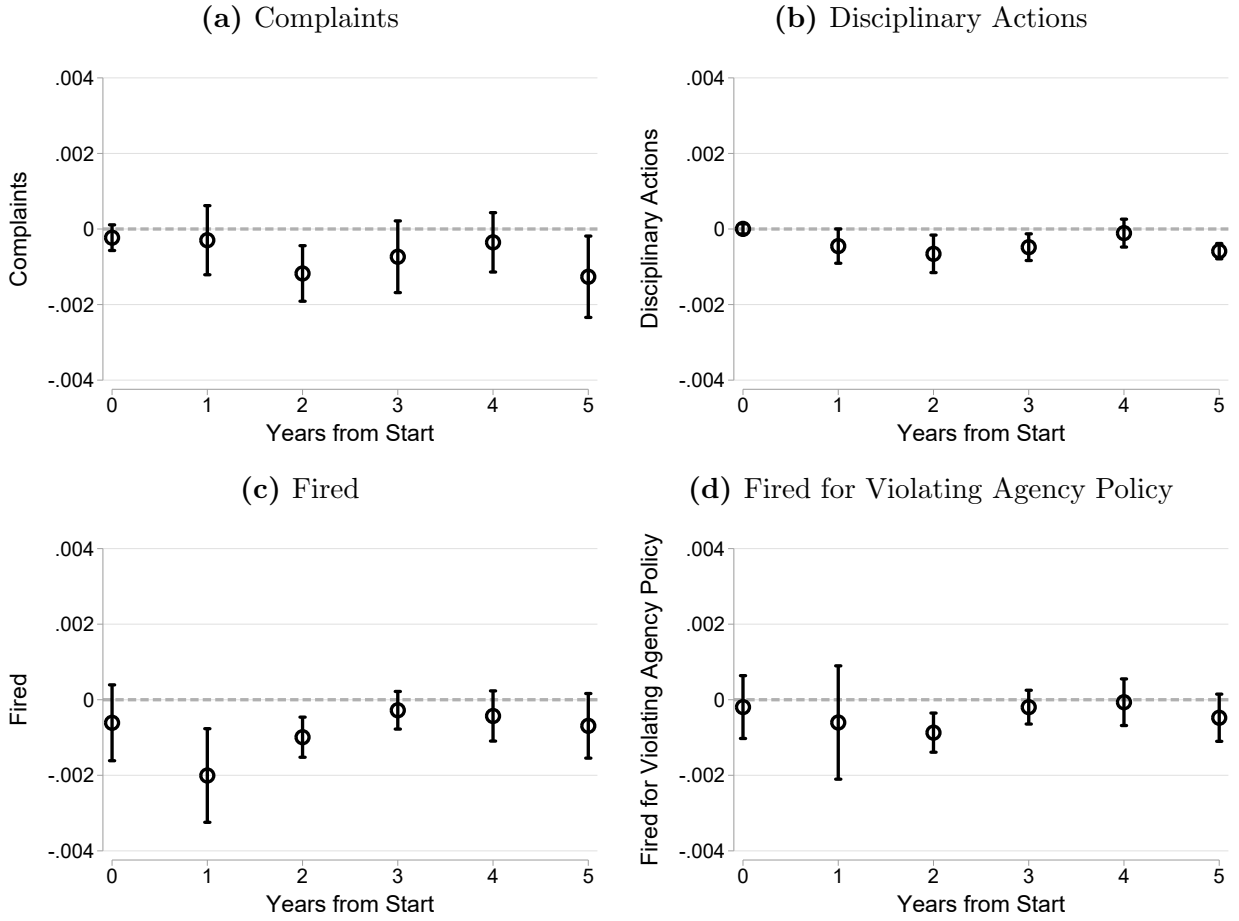 (a) Complaints
.004
.002
0
-.002
-.004
Complaints
0 1 2 3 4 5
Years from Start
(b) Disciplinary Actions
.004
.002
0
-.002
-.004
Disciplinary Actions
0 1 2 3 4 5
Years from Start
(c) Fired
.004
.002
0
-.002
-.004
Fired
0 1 2 3 4 5
Years from Start
(d) Fired for Violating Agency Policy
.004
.002
0
-.002
-.004
Fired for Violating Agency Policy
0 1 2 3 4 5
Years from Start